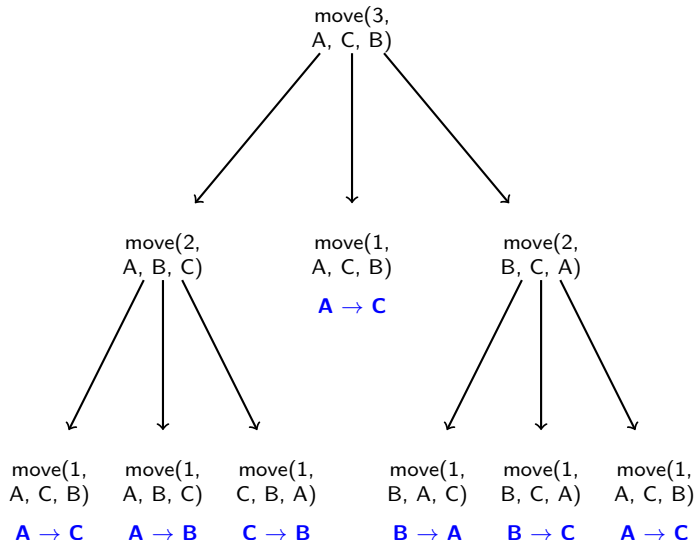 move(3,
A, C, B)
move(2,
A, B, C)
move(1,
A, C, B)
A → C
move(2,
B, C, A)
move(1,
A, C, B)
A → C
move(1,
A, B, C)
A → B
move(1,
C, B, A)
C → B
move(1,
B, A, C)
B → A
move(1,
B, C, A)
B → C
move(1,
A, C, B)
A → C